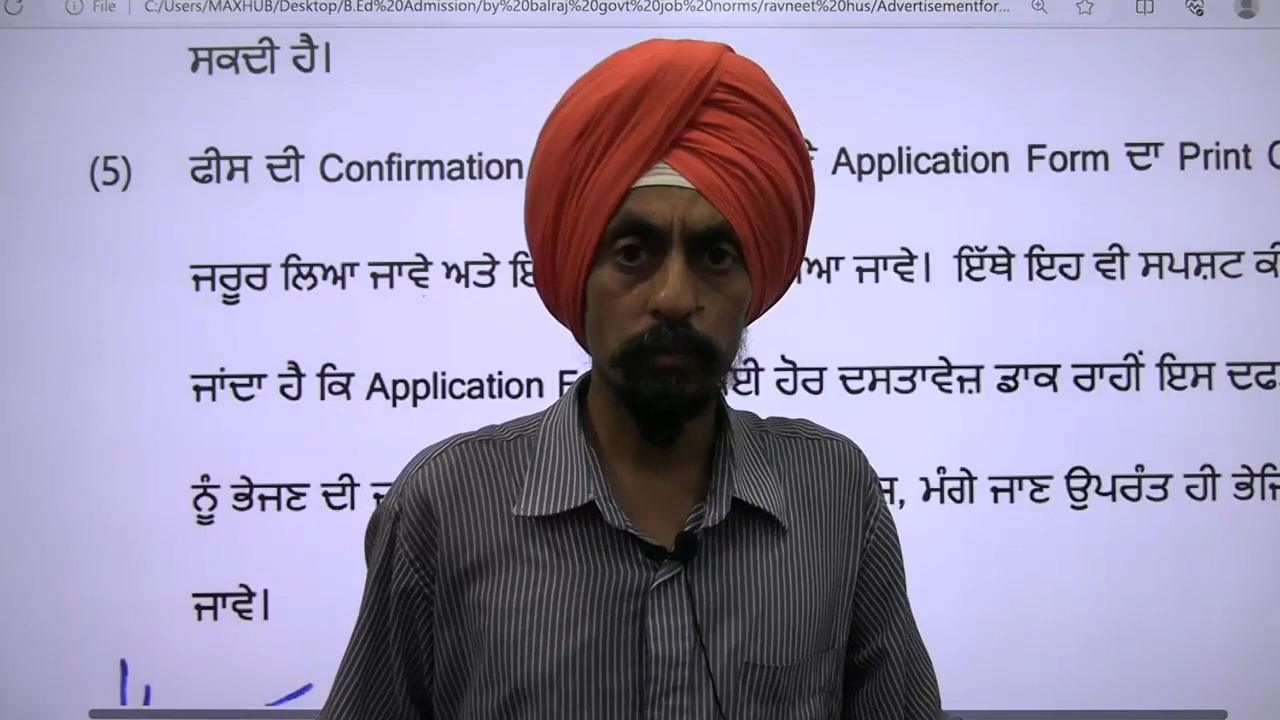 File C:/Users/MAXHUB/Desktop/B.Ed%20Admission/by%20balraj%20govt%20job%20norms/ravneet%20hus/Advertisementfor...
ਸਕਦੀ ਹੈ।
(5) ਫੀਸ ਦੀ Confirmation Application Form ਦਾ Print
ਜਰੂਰ ਲਿਆ ਜਾਵੇ ਅਤੇ ਜਾਵੇ। ਇੱਥੇ ਇਹ ਵੀ ਸਪਸ਼ਟ
ਜਾਂਦਾ ਹੈ ਕਿ Application ਹੋਰ ਦਸਤਾਵੇਜ਼ ਡਾਕ ਰਾਹੀਂ ਇਸ
ਨੂੰ ਭੇਜਣ ਦੀ ਮੰਗੇ ਜਾਣ ਉਪਰੰਤ ਹੀ
ਜਾਵੇ।